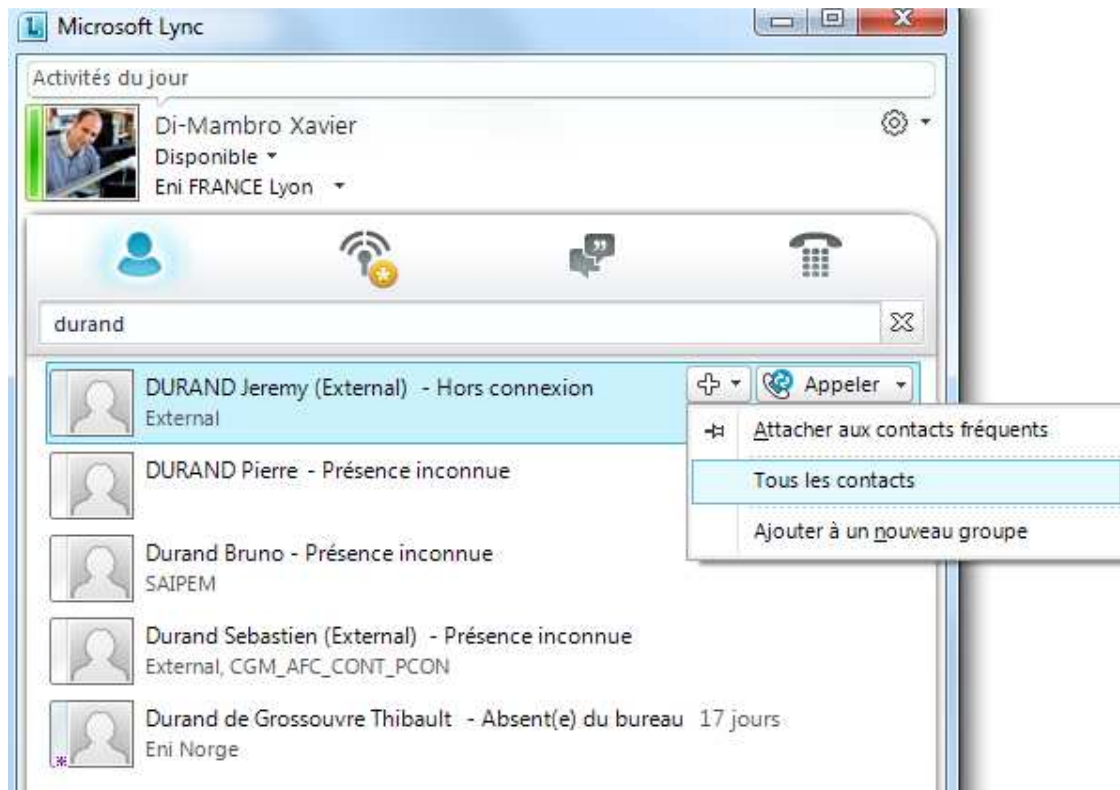 Microsoft Lync
Activités du jour
Di-Mambro Xavier
Disponible
Eni FRANCE Lyon
durand
DURAND Jeremy (External) - Hors connexion
External
Appeler
Attacher aux contacts fréquents
Tous les contacts
Ajouter à un nouveau groupe
DURAND Pierre - Présence inconnue
Durand Bruno - Présence inconnue
SAIPEM
Durand Sebastien (External) - Présence inconnue
External, CGM_AFC_CONT_PCON
Durand de Grossouvre Thibault - Absent(e) du bureau 17 jours
Eni Norge